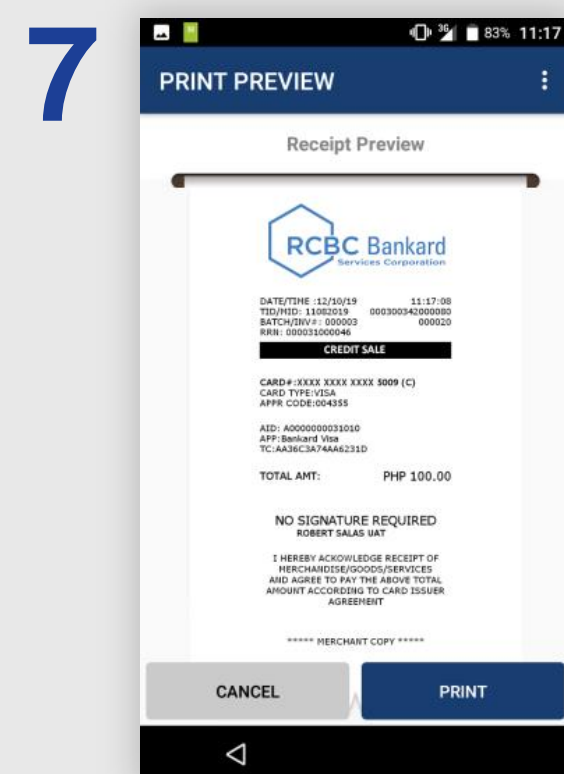 7
3G 83% 11:17
PRINT PREVIEW
Receipt Preview
RCBC Bankard
Services Corporation
DATE/TIME :12/10/19 11:17:08
TID/MID: 11082019 000300342000080
BATCH/INV#: 000003 000020
RRN: 000031000046
CREDIT SALE
CARD#:XXXX XXXX XXXX 5009 (C)
CARD TYPE:VISA
APPR CODE:004355
AID: A0000000031010
APP:Bankard Visa
TC:AA36C3A74AA6231D
TOTAL AMT: PHP 100.00
NO SIGNATURE REQUIRED
ROBERT SALAS UAT
I HEREBY ACKOWLEDGE RECEIPT OF
MERCHANDISE/GOODS/SERVICES
AND AGREE TO PAY THE ABOVE TOTAL
AMOUNT ACCORDING TO CARD ISSUER
AGREEMENT
***** MERCHANT COPY *****
CANCEL PRINT